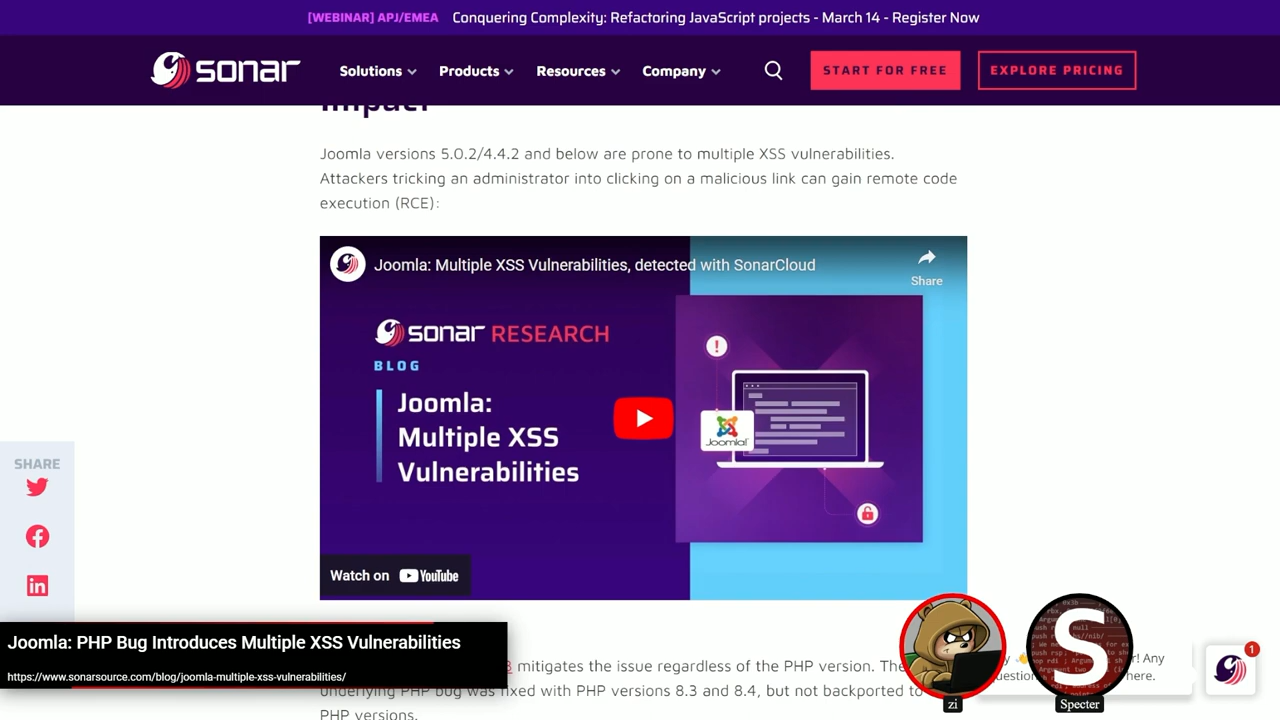 [WEBINAR] APJ/EMEA Conquering Complexity: Refactoring JavaScript projects - March 14 - Register Now
sonar Solutions Products Resources Company START FOR FREE EXPLORE PRICING
Impact
Joomla versions 5.0.2/4.4.2 and below are prone to multiple XSS vulnerabilities.
Attackers tricking an administrator into clicking on a malicious link can gain remote code
execution (RCE):
Joomla: Multiple XSS Vulnerabilities, detected with SonarCloud
Share
sonar RESEARCH
BLOG
Joomla:
Multiple XSS
Vulnerabilities
Joomla!
Watch on YouTube
SHARE
Joomla: PHP Bug Introduces Multiple XSS Vulnerabilities
https://www.sonarsource.com/blog/joomla-multiple-xss-vulnerabilities/
mitigates the issue regardless of the PHP version. The
underlying PHP bug was fixed with PHP versions 8.3 and 8.4, but not backported to
PHP versions.
! Any
here.
1
S
zi
Specter